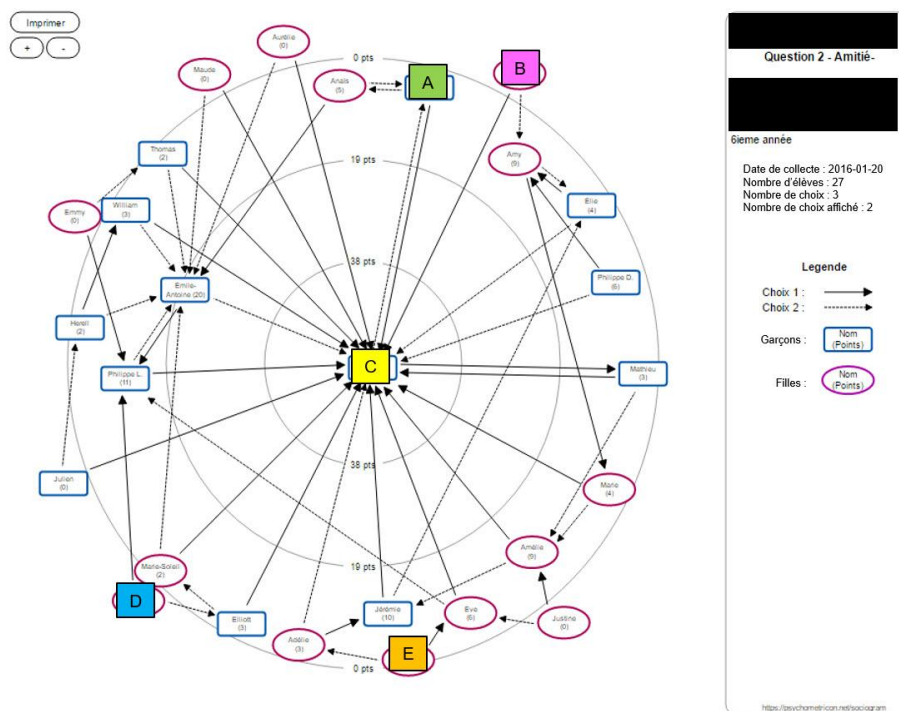 Imprimer
+
-
Aurélie
(0)
0 pts
Maude
(0)
Anaïs
(5)
A
B
Thomas
(2)
Amy
(9)
19 pts
Emmy
(0)
William
(3)
Elie
(4)
38 pts
Emile-
Antoine (20)
Philippe D.
(6)
Herell
(2)
C
Philippe L.
(11)
Mathieu
(3)
38 pts
Julien
(0)
Marie
(4)
Amélie
(9)
19 pts
Marie-Soleil
(2)
D
Elliott
(3)
Jérémie
(10)
Eve
(6)
Justine
(0)
Adélie
(3)
E
0 pts
Question 2 - Amitié-
6ieme année
Date de collecte : 2016-01-20
Nombre d'élèves : 27
Nombre de choix : 3
Nombre de choix affiché : 2
Legende
Choix 1 :
Choix 2 :
Garçons :
Nom
(Points)
Filles :
Nom
(Points)
https://psychometricon.net/sociogram